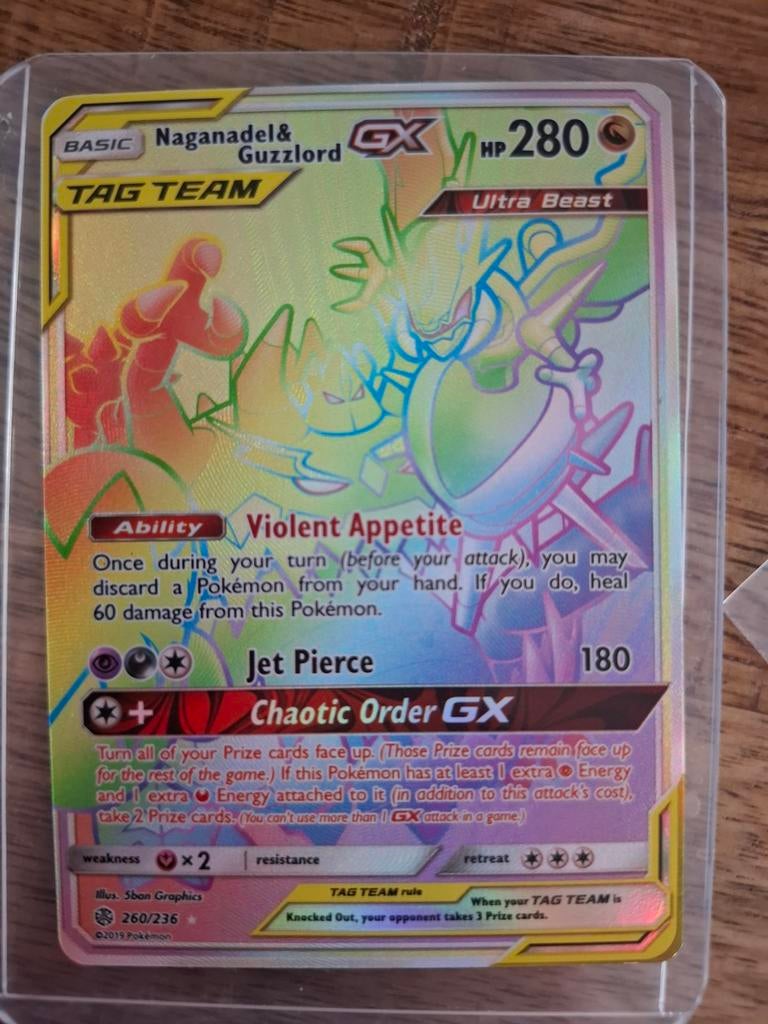 BASIC Naganadel& Guzzlord GX HP 280
TAG TEAM
Ultra Beast
Ability Violent Appetite
Once during your turn (before your attack), you may
discard a Pokémon from your hand. If you do, heal
60 damage from this Pokémon.
Jet Pierce 180
+ Chaotic Order GX
Turn all of your Prize cards face up. (Those Prize cards remain face up
for the rest of the game.) If this Pokémon has at least 1 extra Energy
and 1 extra Energy attached to it (in addition to this attack's cost),
take 2 Prize cards. (You can't use more than 1 GX attack in a game.)
weakness ×2 resistance retreat
Illus. 5ban Graphics
260/236
©2019 Pokémon
TAG TEAM rule
When your TAG TEAM is
Knocked Out, your opponent takes 3 Prize cards.